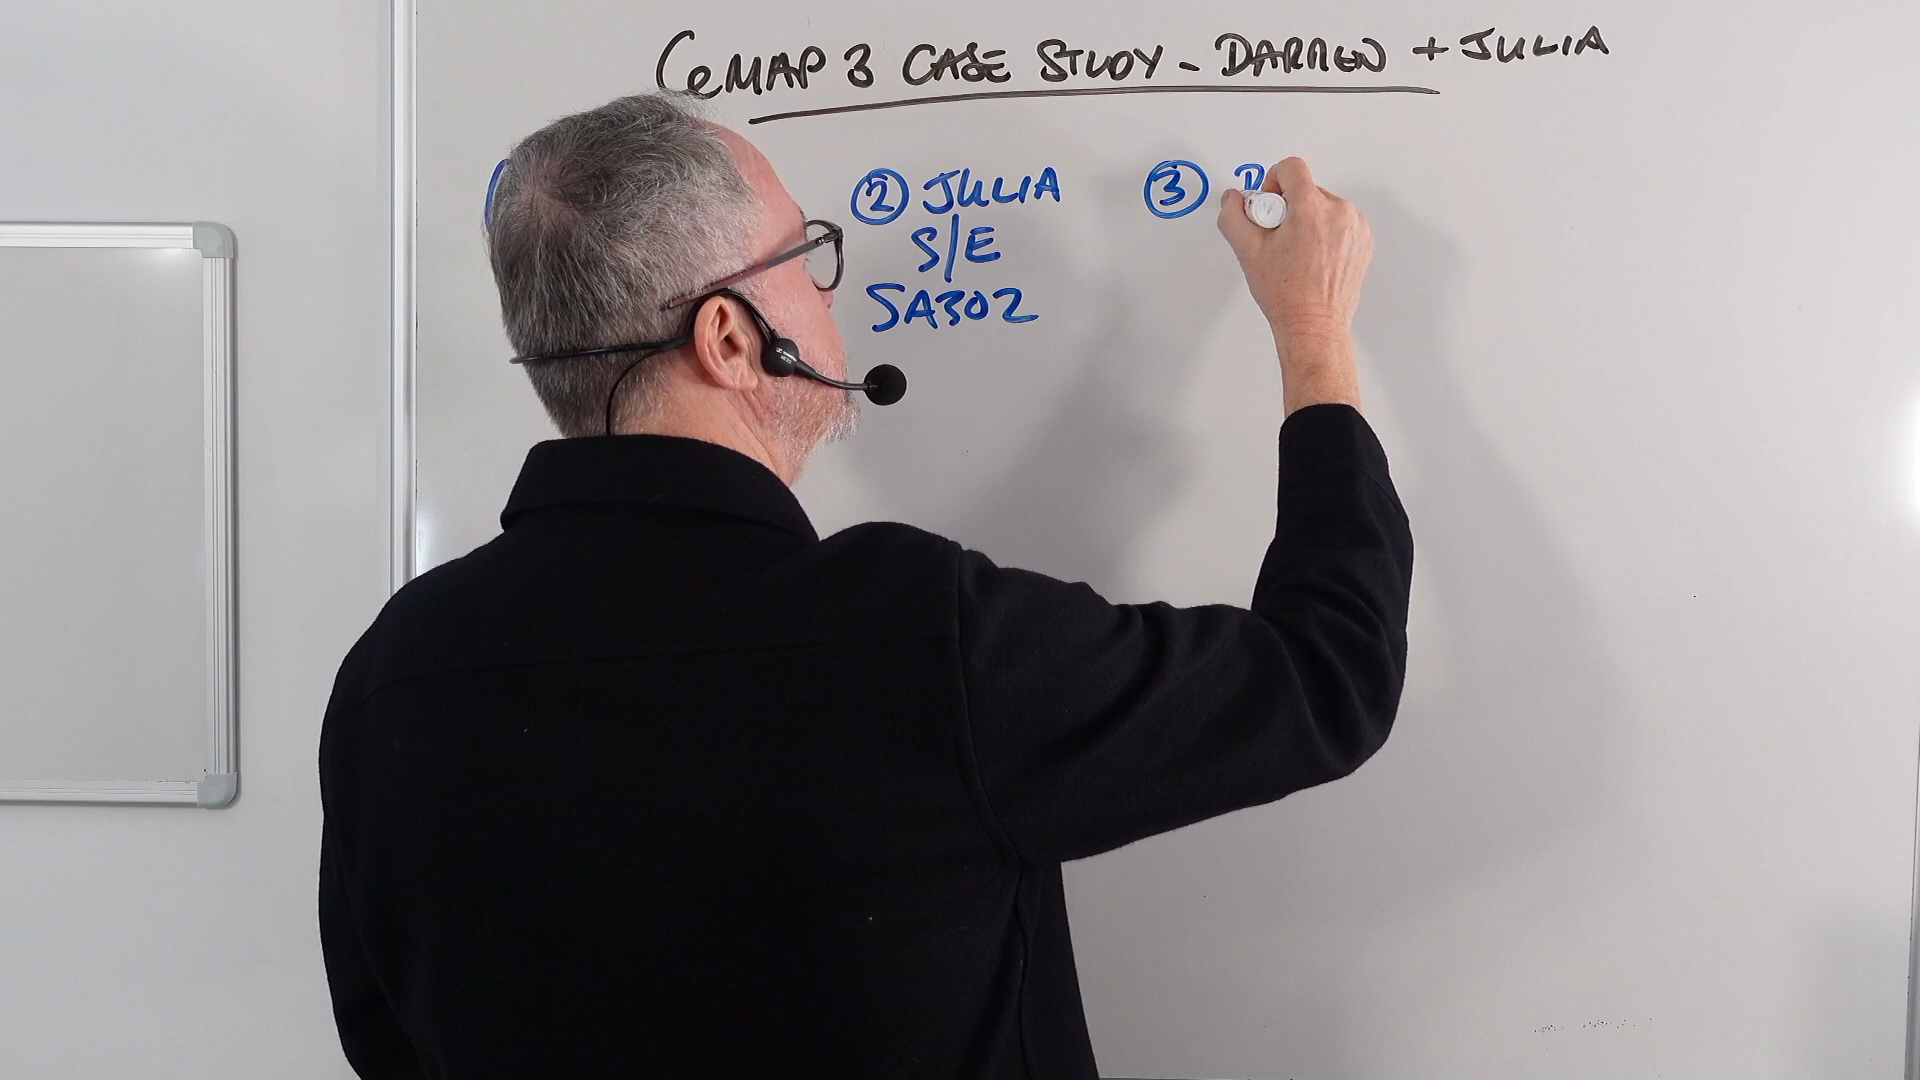 CeMAP 3 CASE STUDY - DARREN + JULIA
② JULIA
S/E
SA302
③